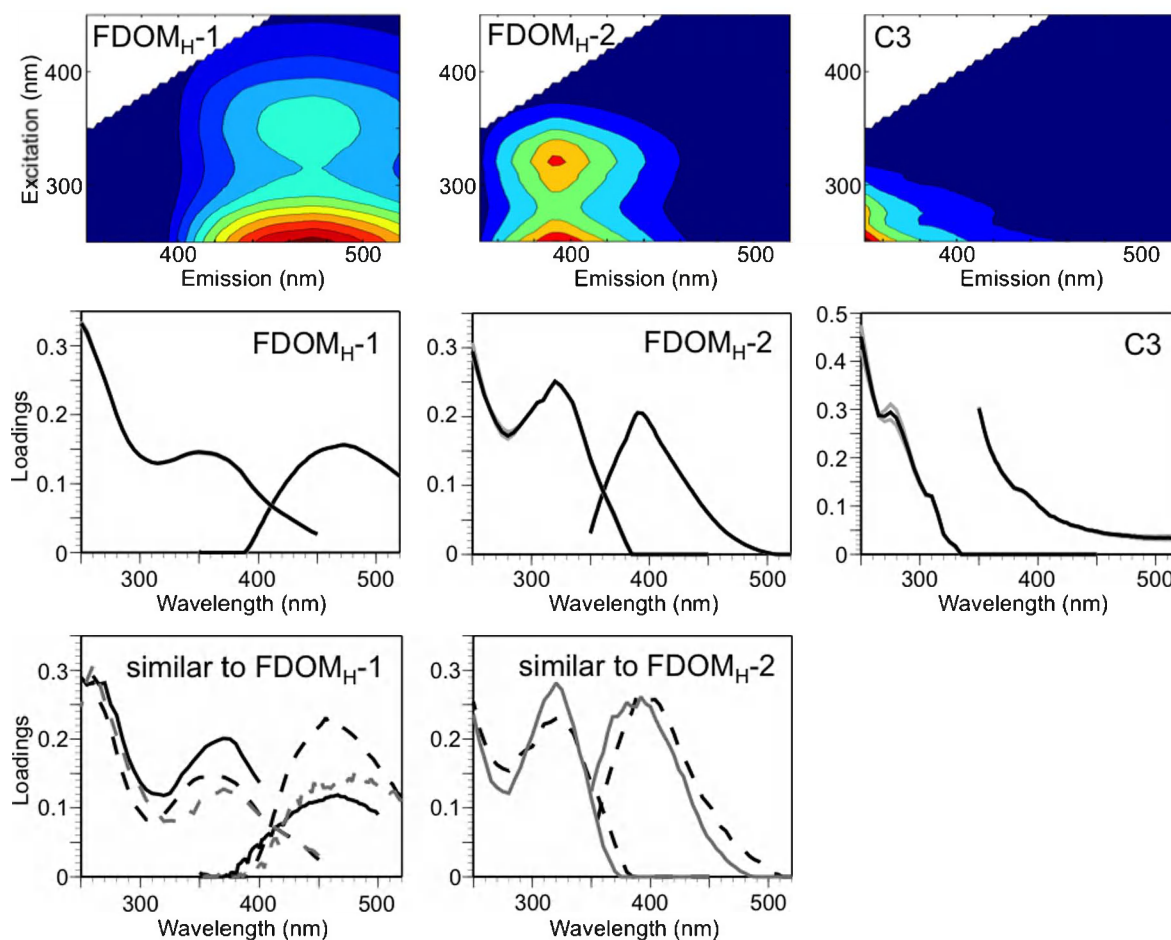 FDOMH-1
FDOMH-2
C3
Excitation (nm)
400
300
400
300
400
300
400
500
400
500
400
500
Emission (nm)
Emission (nm)
Emission (nm)
FDOMH-1
FDOMH-2
C3
Loadings
0.3
0.2
0.1
0
0.3
0.2
0.1
0
0.5
0.4
0.3
0.2
0.1
0
300
400
500
300
400
500
300
400
500
Wavelength (nm)
Wavelength (nm)
Wavelength (nm)
similar to FDOMH-1
similar to FDOMH-2
Loadings
0.3
0.2
0.1
0
0.3
0.2
0.1
0
300
400
500
300
400
500
Wavelength (nm)
Wavelength (nm)